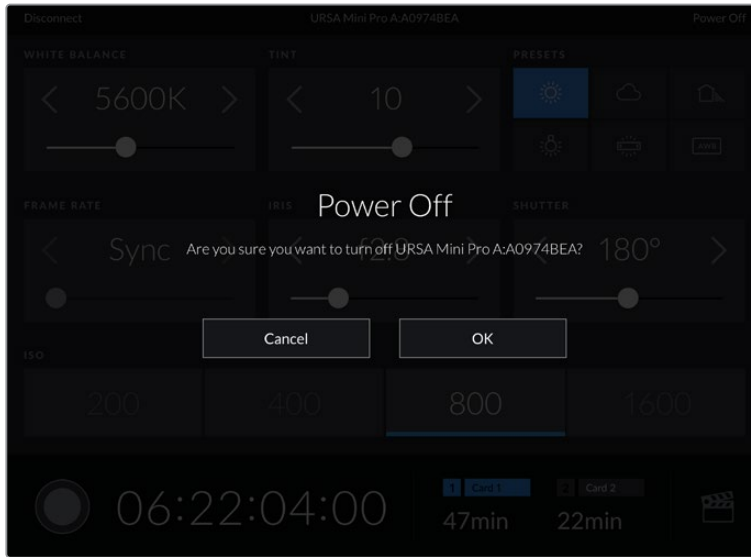 Disconnect URSA Mini Pro A:A0974BEA Power Off
WHITE BALANCE TINT PRESETS
5600K 10
AWB
FRAME RATE IRIS SHUTTER
Power Off
Sync f2.8 180°
Are you sure you want to turn off URSA Mini Pro A:A0974BEA?
Cancel OK
ISO
200 400 800 1600
1 Card 1 2 Card 2
06:22:04:00 47min 22min